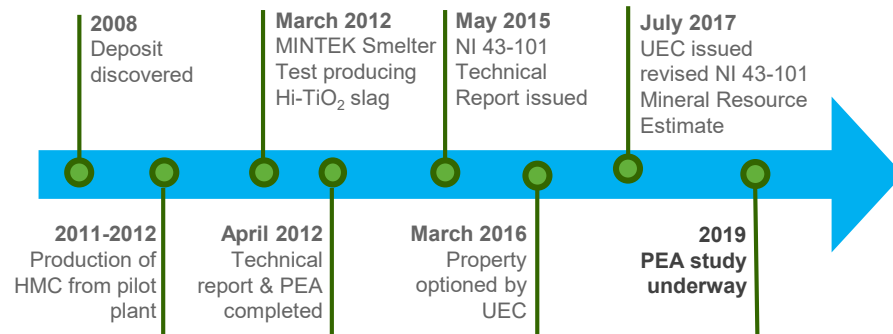 2008
Deposit
discovered
March 2012
MINTEK Smelter
Test producing
Hi-TiO₂ slag
May 2015
NI 43-101
Technical
Report issued
July 2017
UEC issued
revised NI 43-101
Mineral Resource
Estimate
2011-2012
Production of
HMC from pilot
plant
April 2012
Technical
report & PEA
completed
March 2016
Property
optioned by
UEC
2019
PEA study
underway